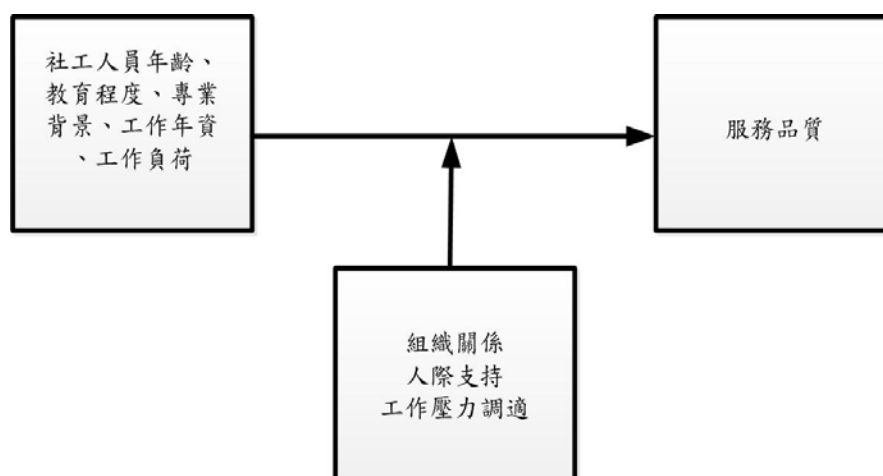 社工人員年齡、
教育程度、專業
背景、工作年資
、工作負荷
服務品質
組織關係
人際支持
工作壓力調適